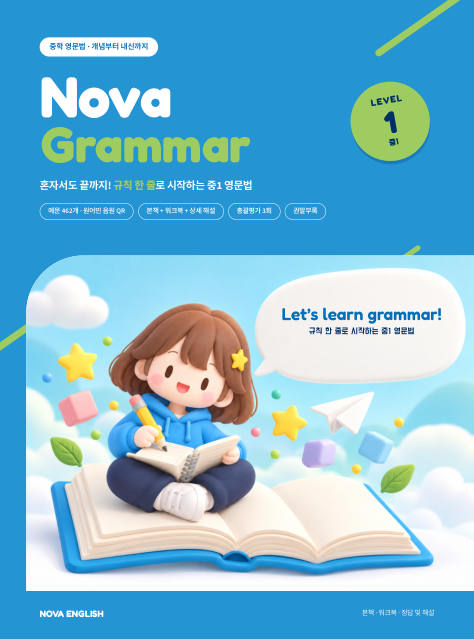 중학 영문법 · 개념부터 내신까지
Nova
Grammar
LEVEL
1
중1
혼자서도 끝까지! 규칙 한 줄로 시작하는 중1 영문법
예문 462개 · 원어민 음원 QR
본책 + 워크북 + 상세 해설
총괄평가 3회
권말부록
Let's learn grammar!
규칙 한 줄로 시작하는 중1 영문법
NOVA ENGLISH
본책 · 워크북 · 정답 및 해설